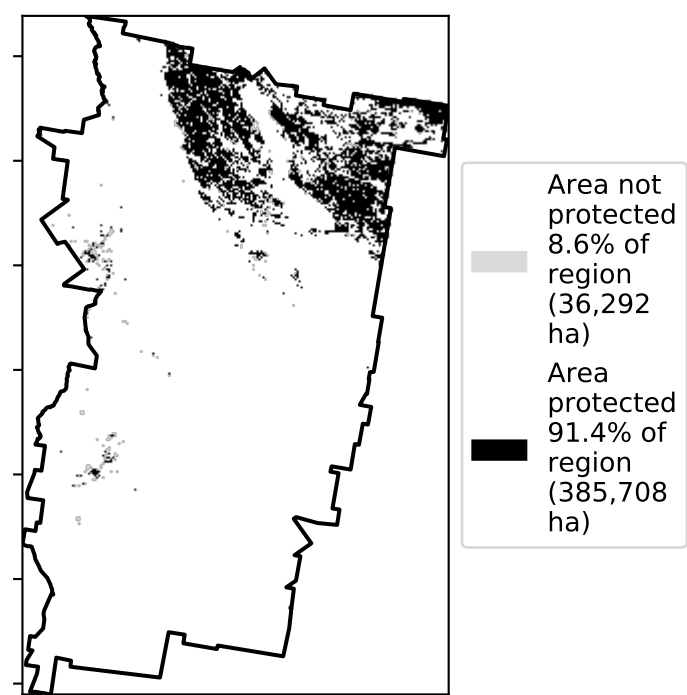 Area not
protected
8.6% of
region
(36,292
ha)
Area
protected
91.4% of
region
(385,708
ha)